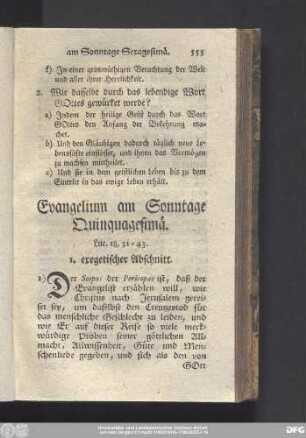 am Sonntage Sexagesimä. 555
f) In einer großmüthigen Verachtung der Welt
und aller ihrer Herrlichkeit.
2. Wie dasselbe durch das lebendige Wort
GOttes gewürket werde?
a) Indem der heilige Geist durch das Wort
GOttes den Anfang der Bekehrung ma-
chet.
b) Und den Gläubigen dadurch täglich neue Le-
benskräfte einflösset, und ihnen das Vermögen
zu wachsen mittheilet.
c) Und sie in dem geistlichen Leben bis zu dem
Eintritt in das ewige Leben erhält.
Evangelium am Sonntage
Quinquagesimä.
Luc. 18, 31-43.
1. exegetischer Abschnitt.
1) Der Scopus der Pericopae ist, daß der
Evangelist erzählen will, wie
Christus nach Jerusalem gerei-
set sey, um daselbst den Creuzestod für
das menschliche Geschlecht zu leiden, und
wie Er auf dieser Reise so viele merk-
würdige Proben seiner göttlichen All-
macht, Allwissenheit, Güte und Men-
schenliebe gegeben, und sich als den von
GOtt